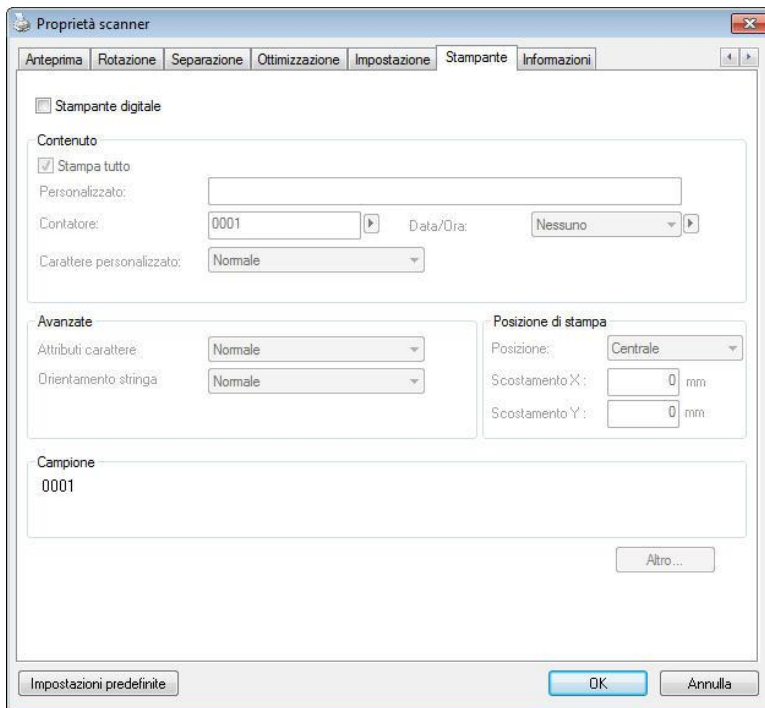 Proprietà scanner
Anteprima Rotazione Separazione Ottimizzazione Impostazione Stampante Informazioni
Stampante digitale
Contenuto
Stampa tutto
Personalizzato:
Contatore: 0001 Data/Ora: Nessuno
Carattere personalizzato: Normale
Avanzate
Attributi carattere Normale
Orientamento stringa Normale
Posizione di stampa
Posizione: Centrale
Scostamento X : 0 mm
Scostamento Y : 0 mm
Campione
0001
Altro...
Impostazioni predefinite OK Annulla